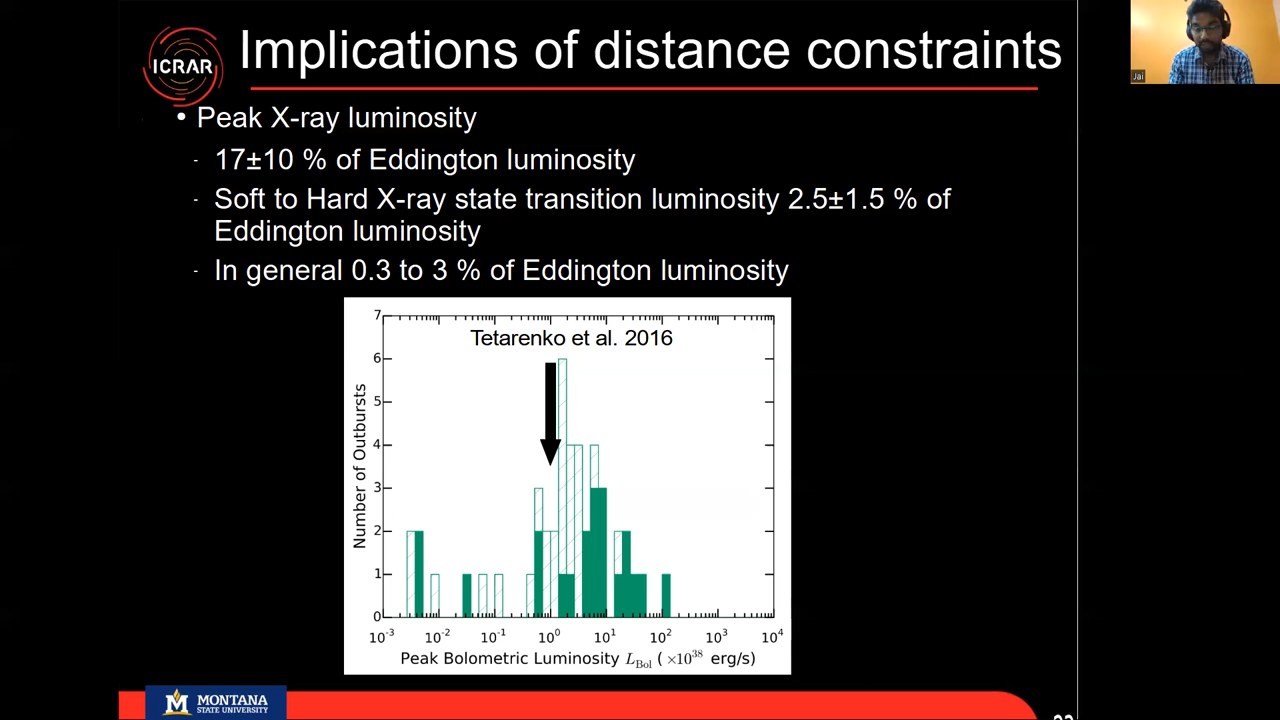 ICRAR
Implications of distance constraints
Jai
• Peak X-ray luminosity
- 17±10 % of Eddington luminosity
- Soft to Hard X-ray state transition luminosity 2.5±1.5 % of
Eddington luminosity
- In general 0.3 to 3 % of Eddington luminosity
Tetarenko et al. 2016
Number of Outbursts
7
6
5
4
3
2
1
0
10⁻³ 10⁻² 10⁻¹ 10⁰ 10¹ 10² 10³ 10⁴
Peak Bolometric Luminosity L_Bol (×10³⁸ erg/s)
M MONTANA
STATE UNIVERSITY